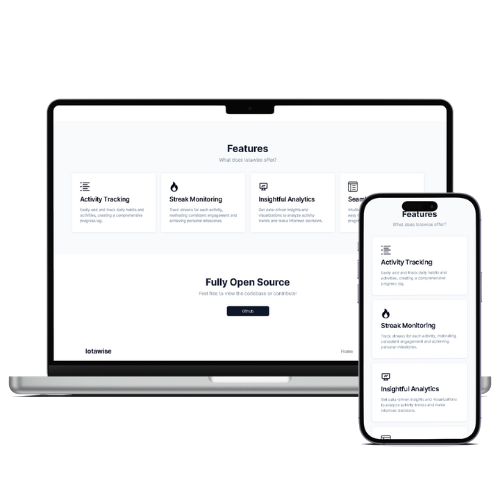 Features
What does Iotawise offer?
Activity Tracking
Easily add and track daily habits and
activities, creating a comprehensive
progress log.
Streak Monitoring
Track streaks for each activity,
motivating consistent engagement and
achieving personal milestones.
Insightful Analytics
Get data-driven insights and
visualizations to analyze activity
trends and make informed decisions.
Seam
Fully Open Source
Feel free to view the codebase or contribute!
Github
Iotawise
Home
Features
What does Iotawise offer?
Activity Tracking
Easily add and track daily habits and
activities, creating a comprehensive
progress log.
Streak Monitoring
Track streaks for each activity, motivating
consistent engagement and achieving
personal milestones.
Insightful Analytics
Get data-driven insights and visualizations
to analyze activity trends and make
informed decisions.